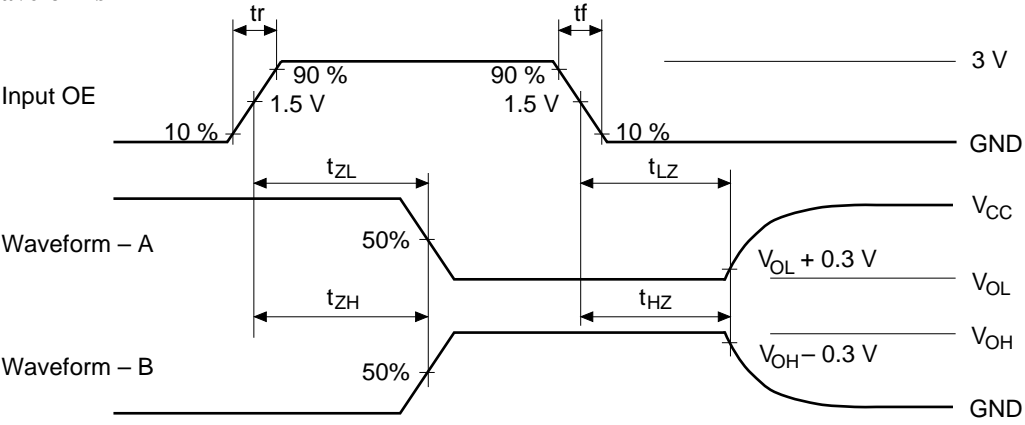 tr
tf
3 V
90 %
90 %
Input OE
1.5 V
1.5 V
10 %
10 %
GND
tZL
tLZ
VCC
Waveform – A
50%
VOL + 0.3 V
VOL
tZH
tHZ
VOH
VOH – 0.3 V
Waveform – B
50%
GND